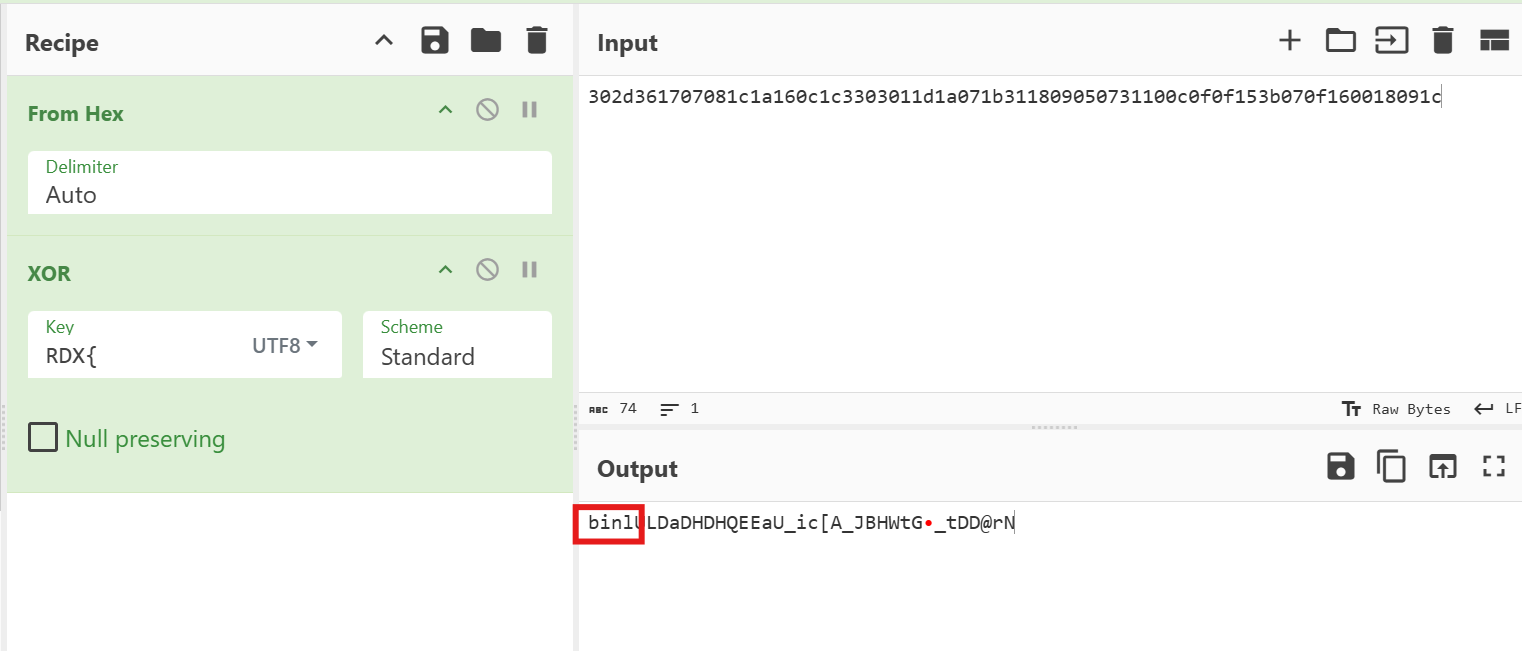 Recipe
From Hex
Delimiter
Auto
XOR
Key
RDX{
UTF8
Scheme
Standard
Null preserving
Input
302d361707081c1a160c1c3303011d1a071b311809050731100c0f0f153b070f160018091c
ABC 74 1
Tт Raw Bytes LF
Output
binlULDaDHDHQEEaU_ic[A_JBHWtG•_tDD@rN